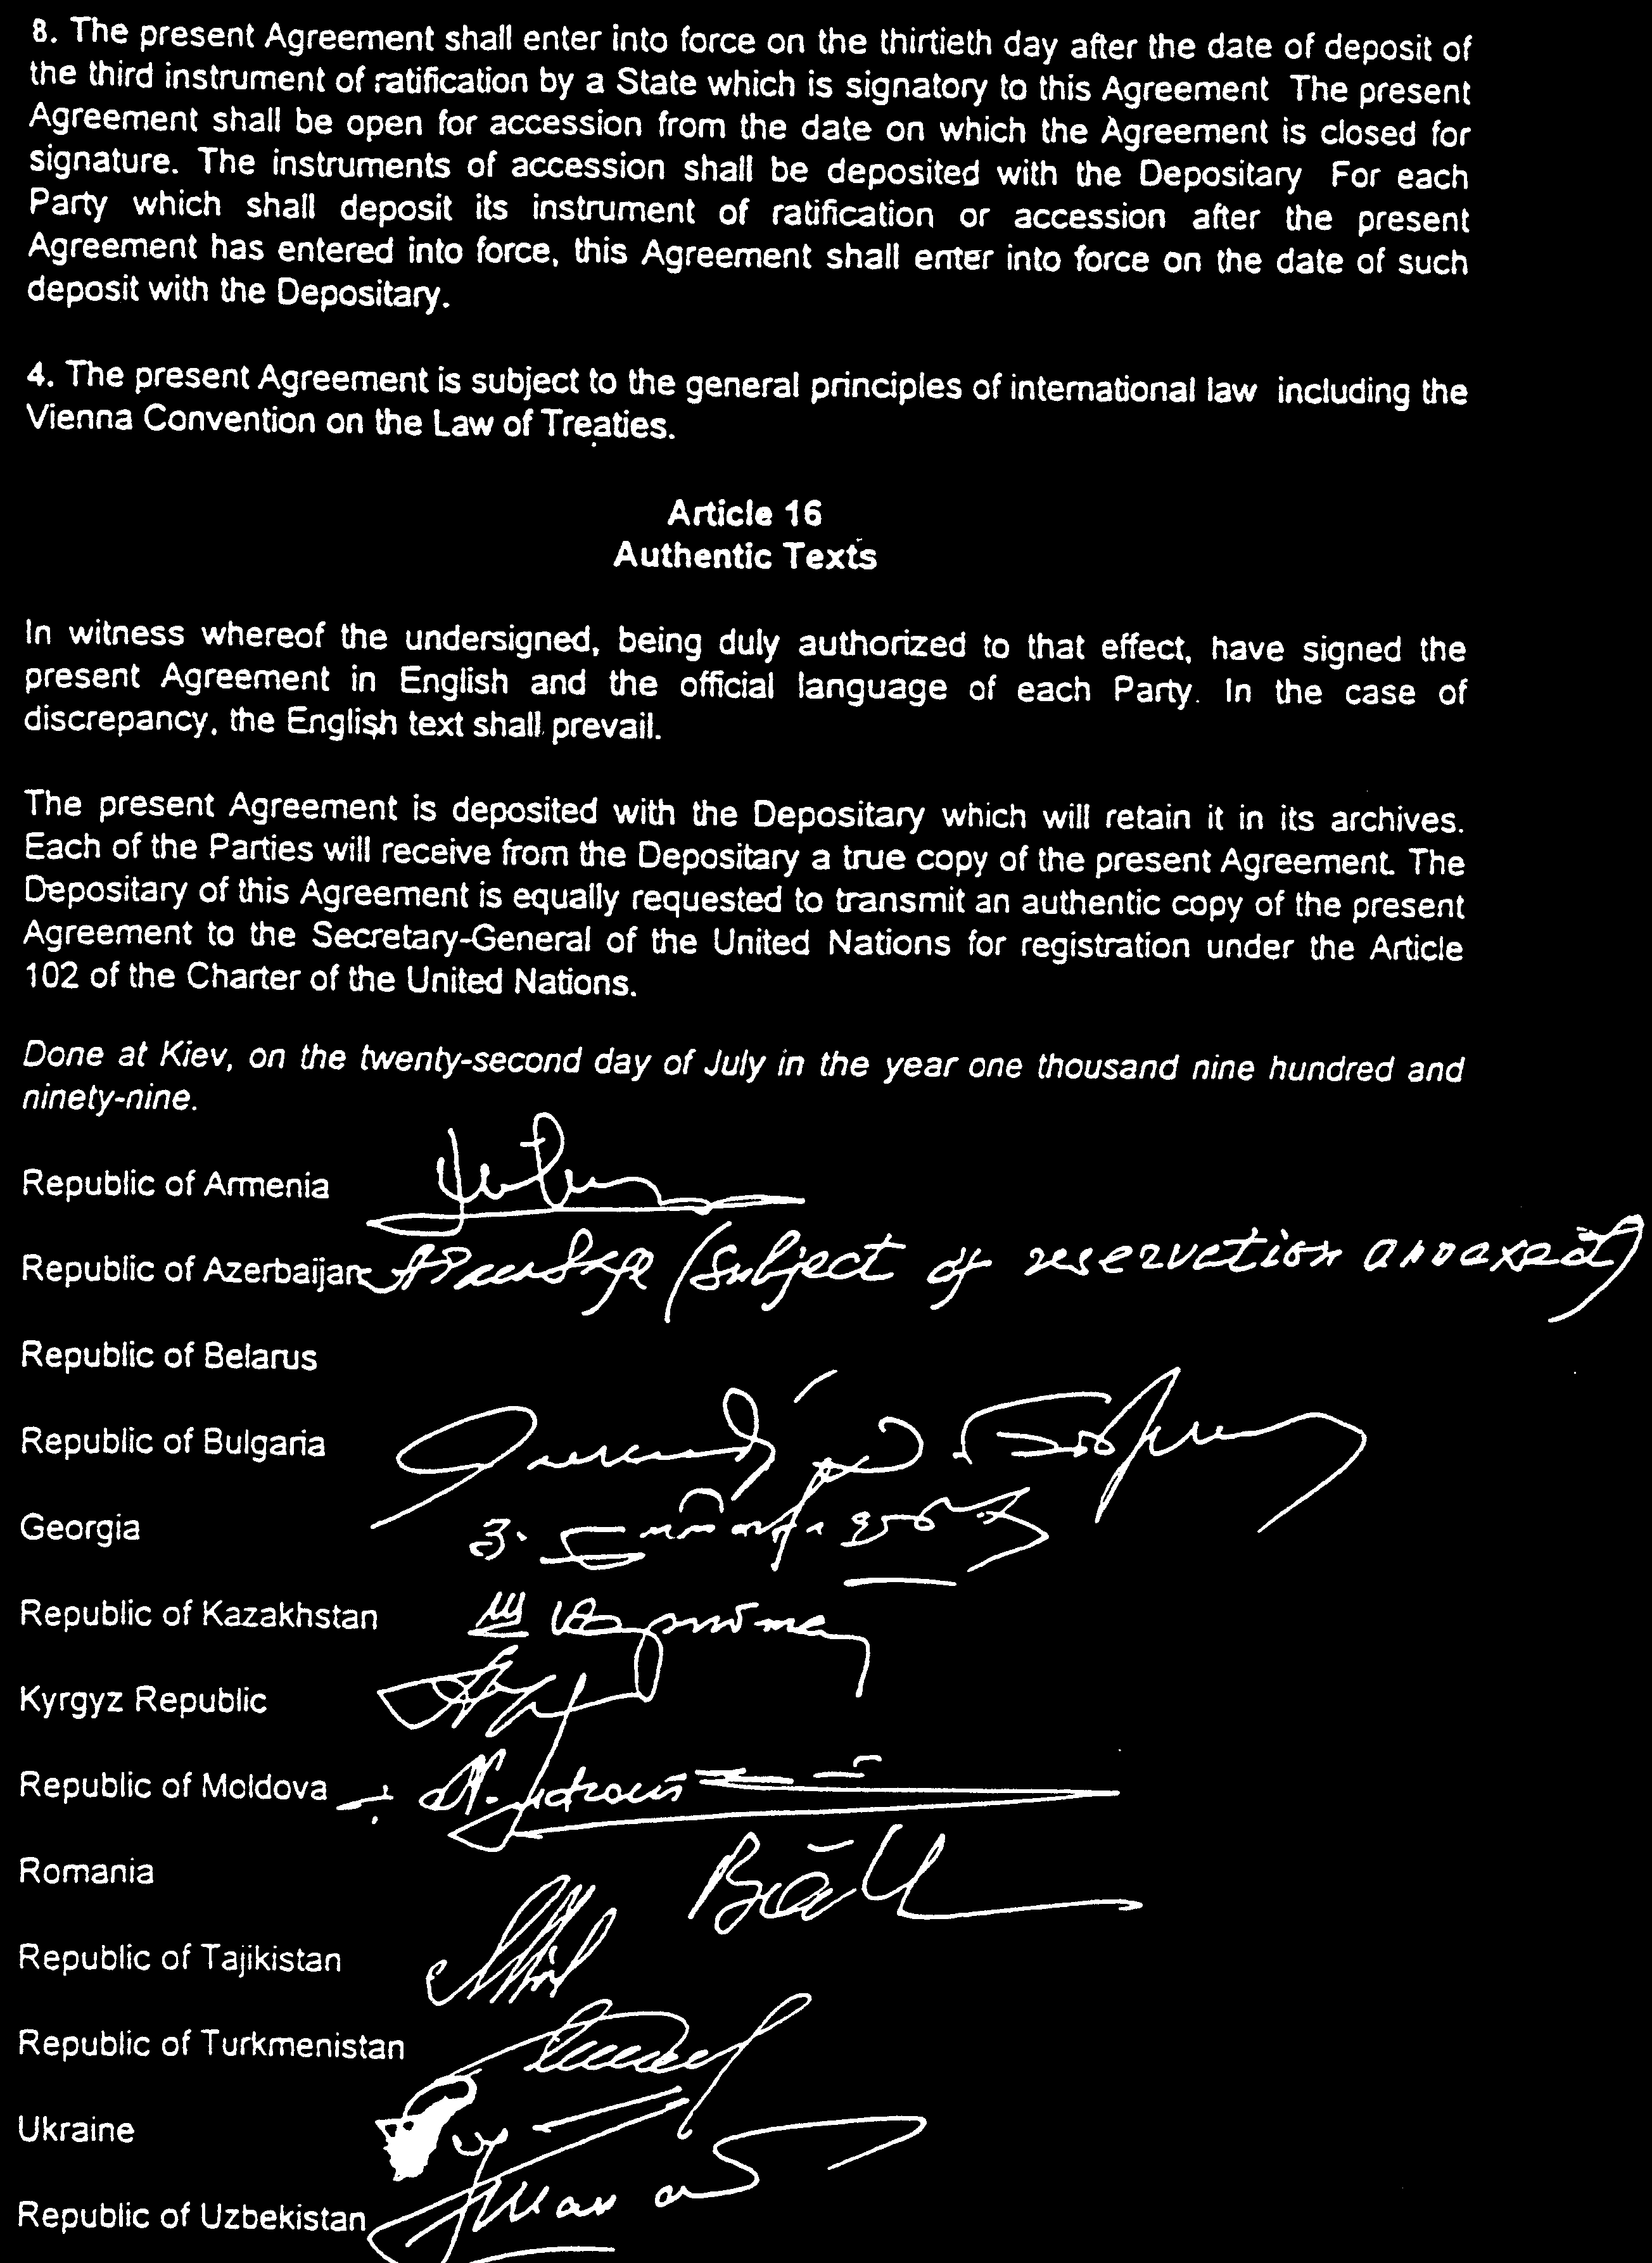 8. The present Agreement shall enter into force on the thirtieth day after the date of deposit of
the third instrument of ratification by a State which is signatory to this Agreement The present
Agreement shall be open for accession from the date on which the Agreement is closed for
signature. The instruments of accession shall be deposited with the Depositary For each
Party which shall deposit its instrument of ratification or accession after the present
Agreement has entered into force, this Agreement shall enter into force on the date of such
deposit with the Depositary.
4. The present Agreement is subject to the general principles of international law including the
Vienna Convention on the Law of Treaties.
Article 16
Authentic Texts
In witness whereof the undersigned, being duly authorized to that effect, have signed the
present Agreement in English and the official language of each Party. In the case of
discrepancy, the English text shall prevail.
The present Agreement is deposited with the Depositary which will retain it in its archives.
Each of the Parties will receive from the Depositary a true copy of the present Agreement. The
Depositary of this Agreement is equally requested to transmit an authentic copy of the present
Agreement to the Secretary-General of the United Nations for registration under the Article
102 of the Charter of the United Nations.
Done at Kiev, on the twenty-second day of July in the year one thousand nine hundred and
ninety-nine.
Republic of Armenia
Republic of Azerbaijan (subject of reservation annexed)
Republic of Belarus
Republic of Bulgaria
Georgia
Republic of Kazakhstan
Kyrgyz Republic
Republic of Moldova
Romania
Republic of Tajikistan
Republic of Turkmenistan
Ukraine
Republic of Uzbekistan